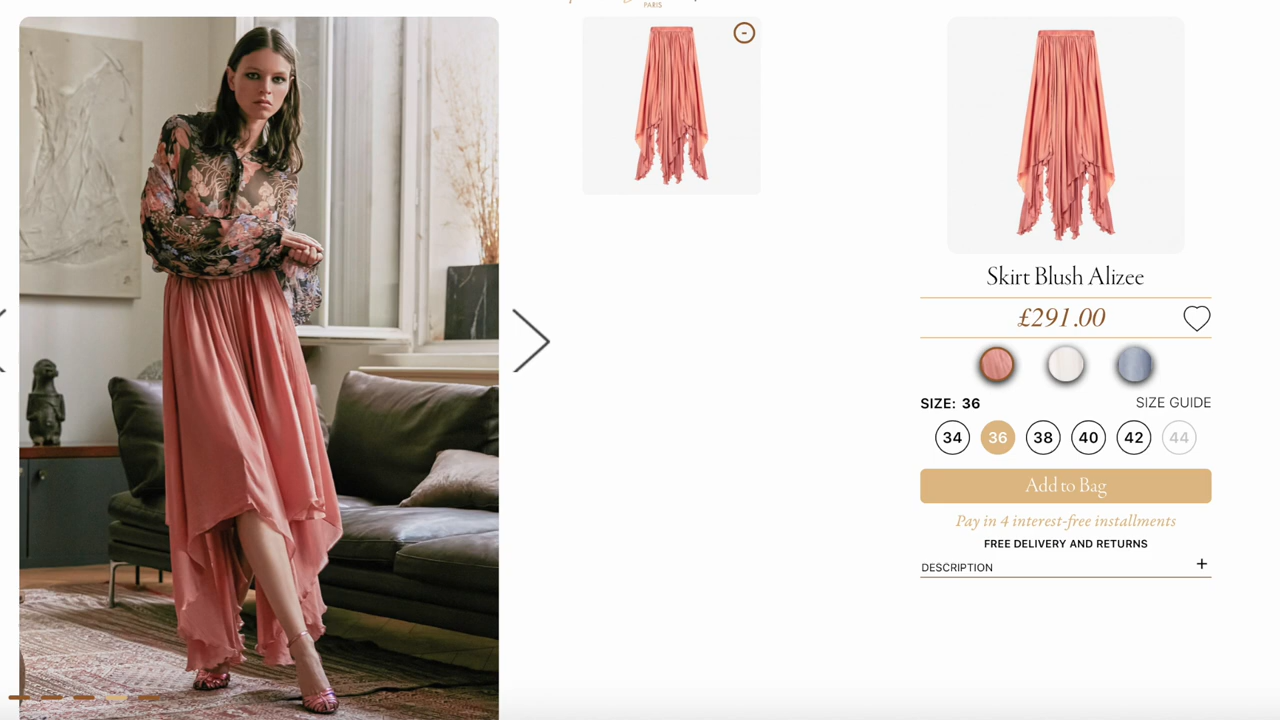 PARIS
Skirt Blush Alizee
£291.00
SIZE: 36
SIZE GUIDE
34 36 38 40 42 44
Add to Bag
Pay in 4 interest-free installments
FREE DELIVERY AND RETURNS
DESCRIPTION +